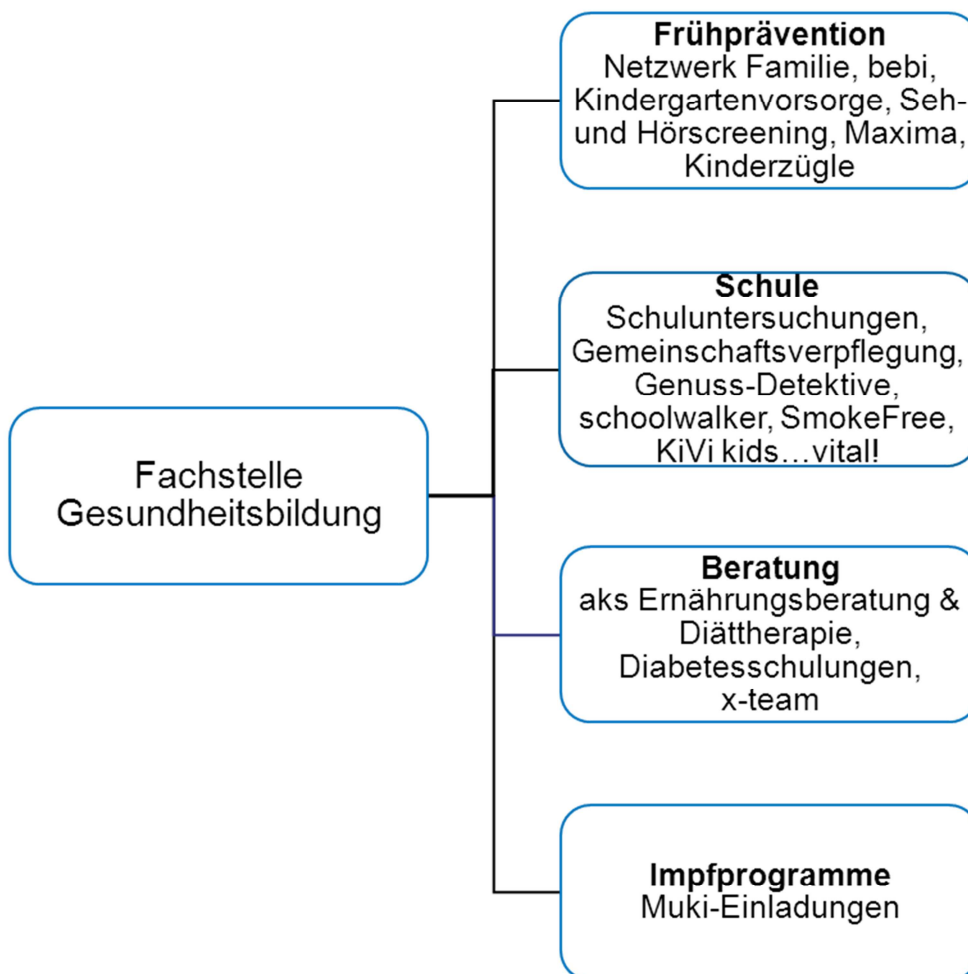 Frühprävention
Netzwerk Familie, bebi,
Kindergartenvorsorge, Seh-
und Hörscreening, Maxima,
Kinderzügle
Schule
Schuluntersuchungen,
Gemeinschaftsverpflegung,
Genuss-Detektive,
schoolwalker, SmokeFree,
KiVi kids…vital!
Fachstelle
Gesundheitsbildung
Beratung
aks Ernährungsberatung &
Diättherapie,
Diabetesschulungen,
x-team
Impfprogramme
Muki-Einladungen